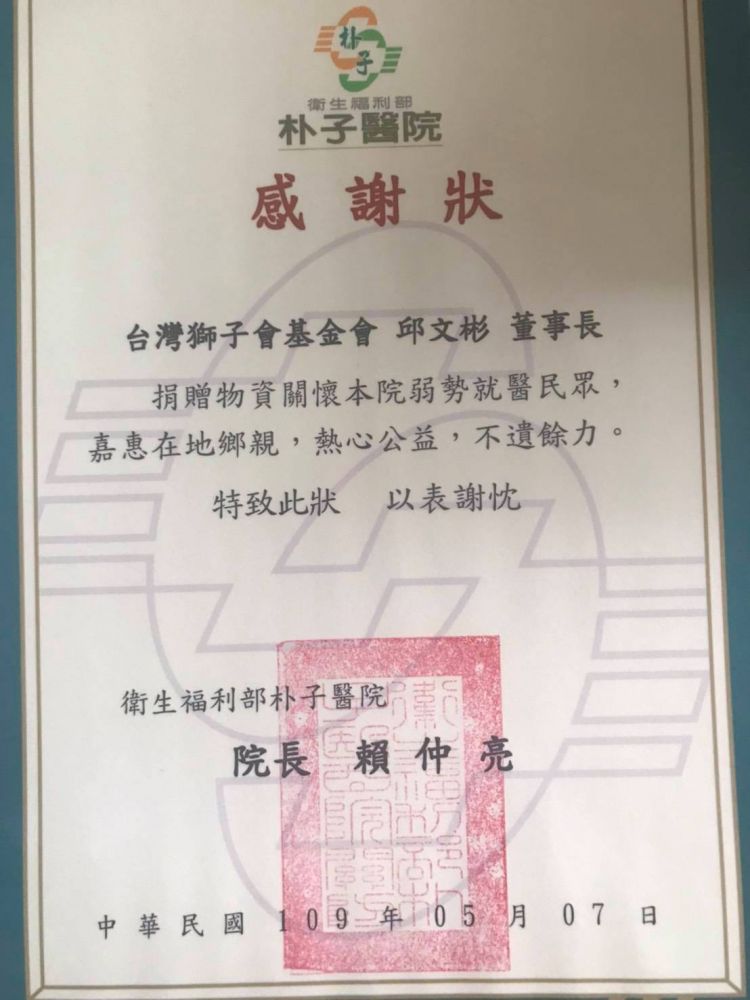 朴子
衛生福利部
朴子醫院
感謝狀
台灣獅子會基金會 邱文彬 董事長
捐贈物資關懷本院弱勢就醫民眾，
嘉惠在地鄉親，熱心公益，不遺餘力。
特致此狀 以表謝忱
衛生福利部朴子醫院
院長 賴仲亮
中華民國 109 年 05 月 07 日